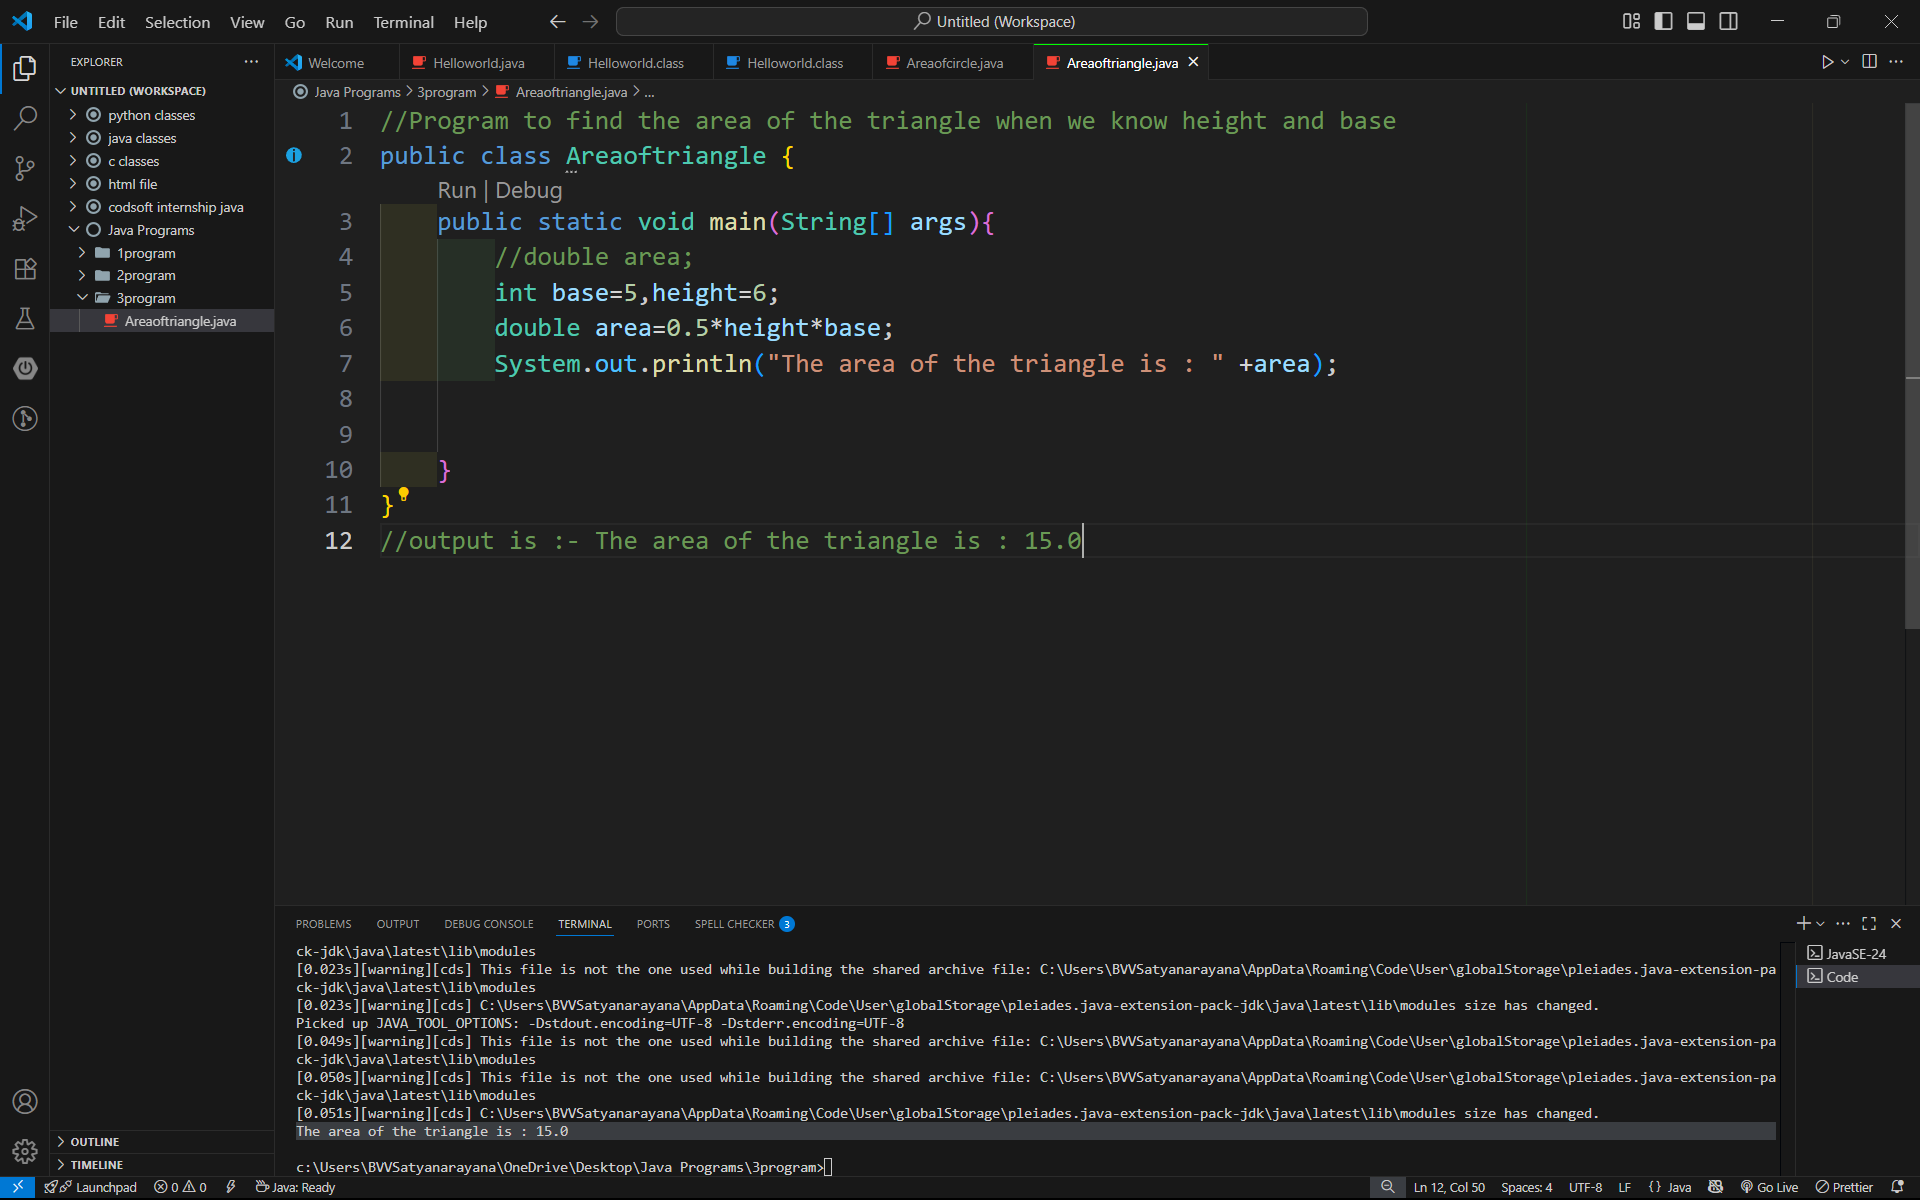 File Edit Selection View Go Run Terminal Help
Untitled (Workspace)
EXPLORER
UNTITLED (WORKSPACE)
python classes
java classes
c classes
html file
codsoft internship java
Java Programs
1program
2program
3program
Areaoftriangle.java
OUTLINE
TIMELINE
Welcome Helloworld.java Helloworld.class Helloworld.class Areaofcircle.java Areaoftriangle.java
Java Programs > 3program > Areaoftriangle.java > ...
1 //Program to find the area of the triangle when we know height and base
2 public class Areaoftriangle {
Run | Debug
3 public static void main(String[] args){
4 //double area;
5 int base=5,height=6;
6 double area=0.5*height*base;
7 System.out.println("The area of the triangle is : " +area);
8
9
10 }
11 }
12 //output is :- The area of the triangle is : 15.0
PROBLEMS OUTPUT DEBUG CONSOLE TERMINAL PORTS SPELL CHECKER 3
ck-jdk\java\latest\lib\modules
[0.023s][warning][cds] This file is not the one used while building the shared archive file: C:\Users\BVVSatyanarayana\AppData\Roaming\Code\User\globalStorage\pleiades.java-extension-pa
ck-jdk\java\latest\lib\modules
[0.023s][warning][cds] C:\Users\BVVSatyanarayana\AppData\Roaming\Code\User\globalStorage\pleiades.java-extension-pack-jdk\java\latest\lib\modules size has changed.
Picked up JAVA_TOOL_OPTIONS: -Dstdout.encoding=UTF-8 -Dstderr.encoding=UTF-8
[0.049s][warning][cds] This file is not the one used while building the shared archive file: C:\Users\BVVSatyanarayana\AppData\Roaming\Code\User\globalStorage\pleiades.java-extension-pa
ck-jdk\java\latest\lib\modules
[0.050s][warning][cds] This file is not the one used while building the shared archive file: C:\Users\BVVSatyanarayana\AppData\Roaming\Code\User\globalStorage\pleiades.java-extension-pa
ck-jdk\java\latest\lib\modules
[0.051s][warning][cds] C:\Users\BVVSatyanarayana\AppData\Roaming\Code\User\globalStorage\pleiades.java-extension-pack-jdk\java\latest\lib\modules size has changed.
The area of the triangle is : 15.0
c:\Users\BVVSatyanarayana\OneDrive\Desktop\Java Programs\3program>
JavaSE-24
Code
Launchpad 0 0 Java: Ready Ln 12, Col 50 Spaces: 4 UTF-8 LF {} Java Go Live Prettier